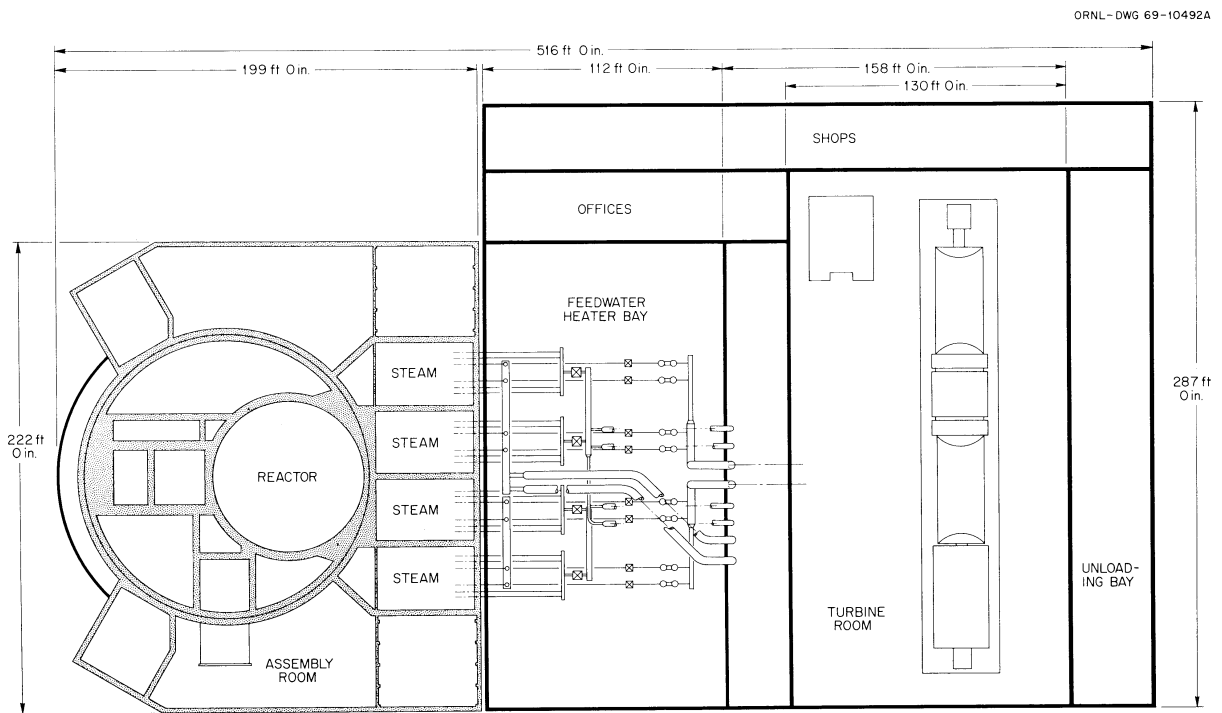 ORNL-DWG 69-10492A
516 ft 0 in.
199 ft 0 in.
112 ft 0 in.
158 ft 0 in.
130 ft 0 in.
SHOPS
OFFICES
FEEDWATER
HEATER BAY
287 ft
0 in.
222 ft
0 in.
STEAM
STEAM
REACTOR
STEAM
STEAM
UNLOAD-
ING BAY
TURBINE
ROOM
ASSEMBLY
ROOM